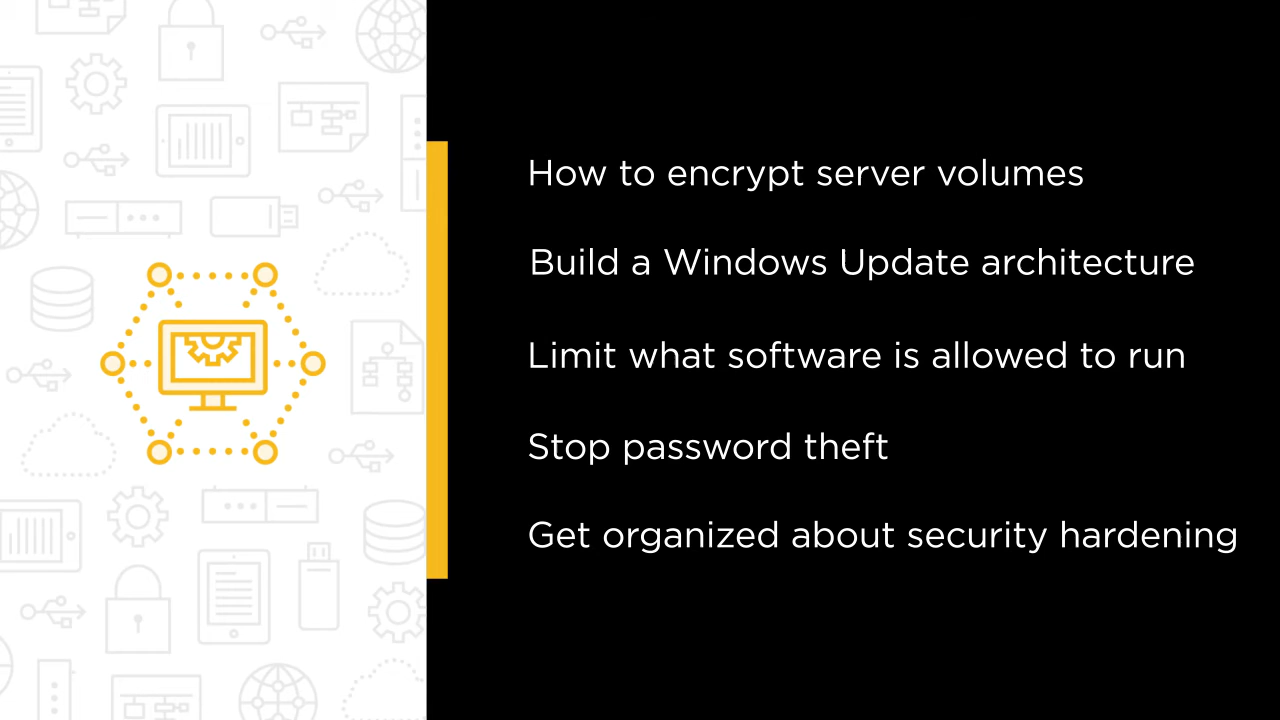 How to encrypt server volumes
Build a Windows Update architecture
Limit what software is allowed to run
Stop password theft
Get organized about security hardening